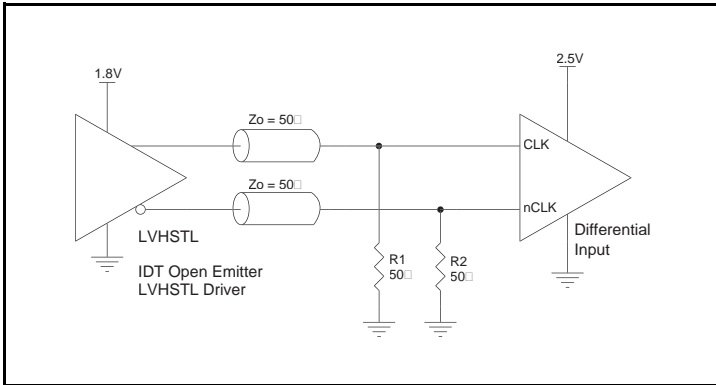 1.8V
2.5V
Zo = 50□
CLK
Zo = 50□
nCLK
LVHSTL
Differential
Input
IDT Open Emitter
LVHSTL Driver
R1
50□
R2
50□